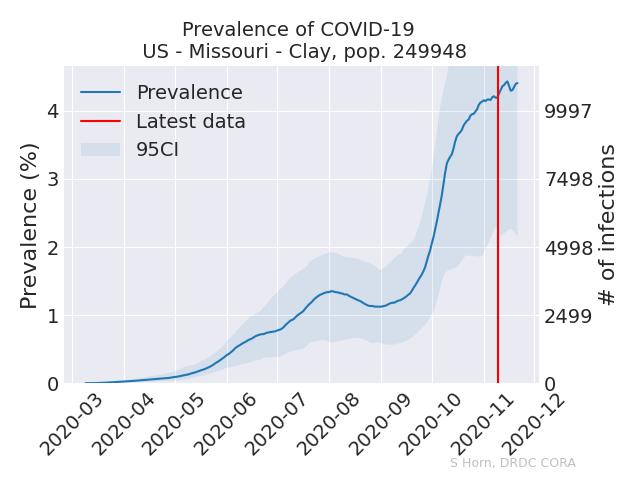 Prevalence of COVID-19
US - Missouri - Clay, pop. 249948
Prevalence
Latest data
95CI
Prevalence (%)
4
3
2
1
0
9997
7498
4998
2499
0
# of infections
2020-03
2020-04
2020-05
2020-06
2020-07
2020-08
2020-09
2020-10
2020-11
2020-12
S Horn, DRDC CORA